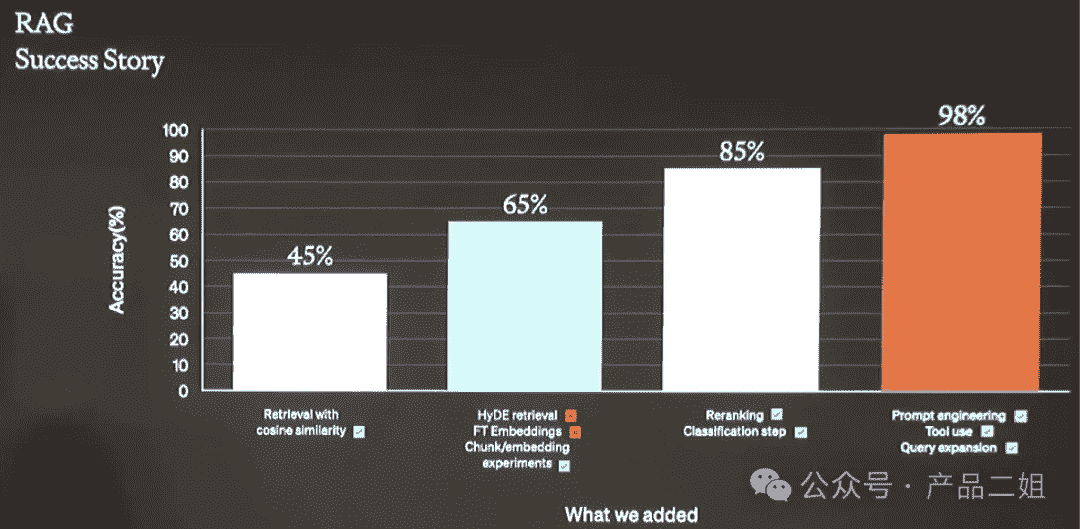 RAG
Success Story
98%
85%
65%
45%
Accuracy(%)
100
90
80
70
60
50
40
30
20
10
0
Retrieval with
cosine similarity
HyDE retrieval
FT Embeddings
Chunk/embedding
experiments
Reranking
Classification step
Prompt engineering
Tool use
Query expansion
What we added
公众号 · 产品二姐